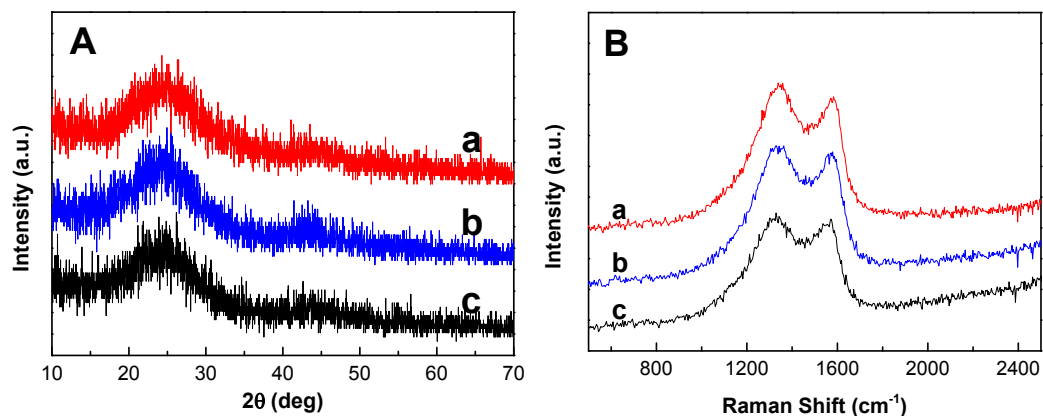 A
a
b
c
Intensity (a.u.)
10 20 30 40 50 60 70
2θ (deg)
B
a
b
c
Intensity (a.u.)
800 1200 1600 2000 2400
Raman Shift (cm⁻¹)